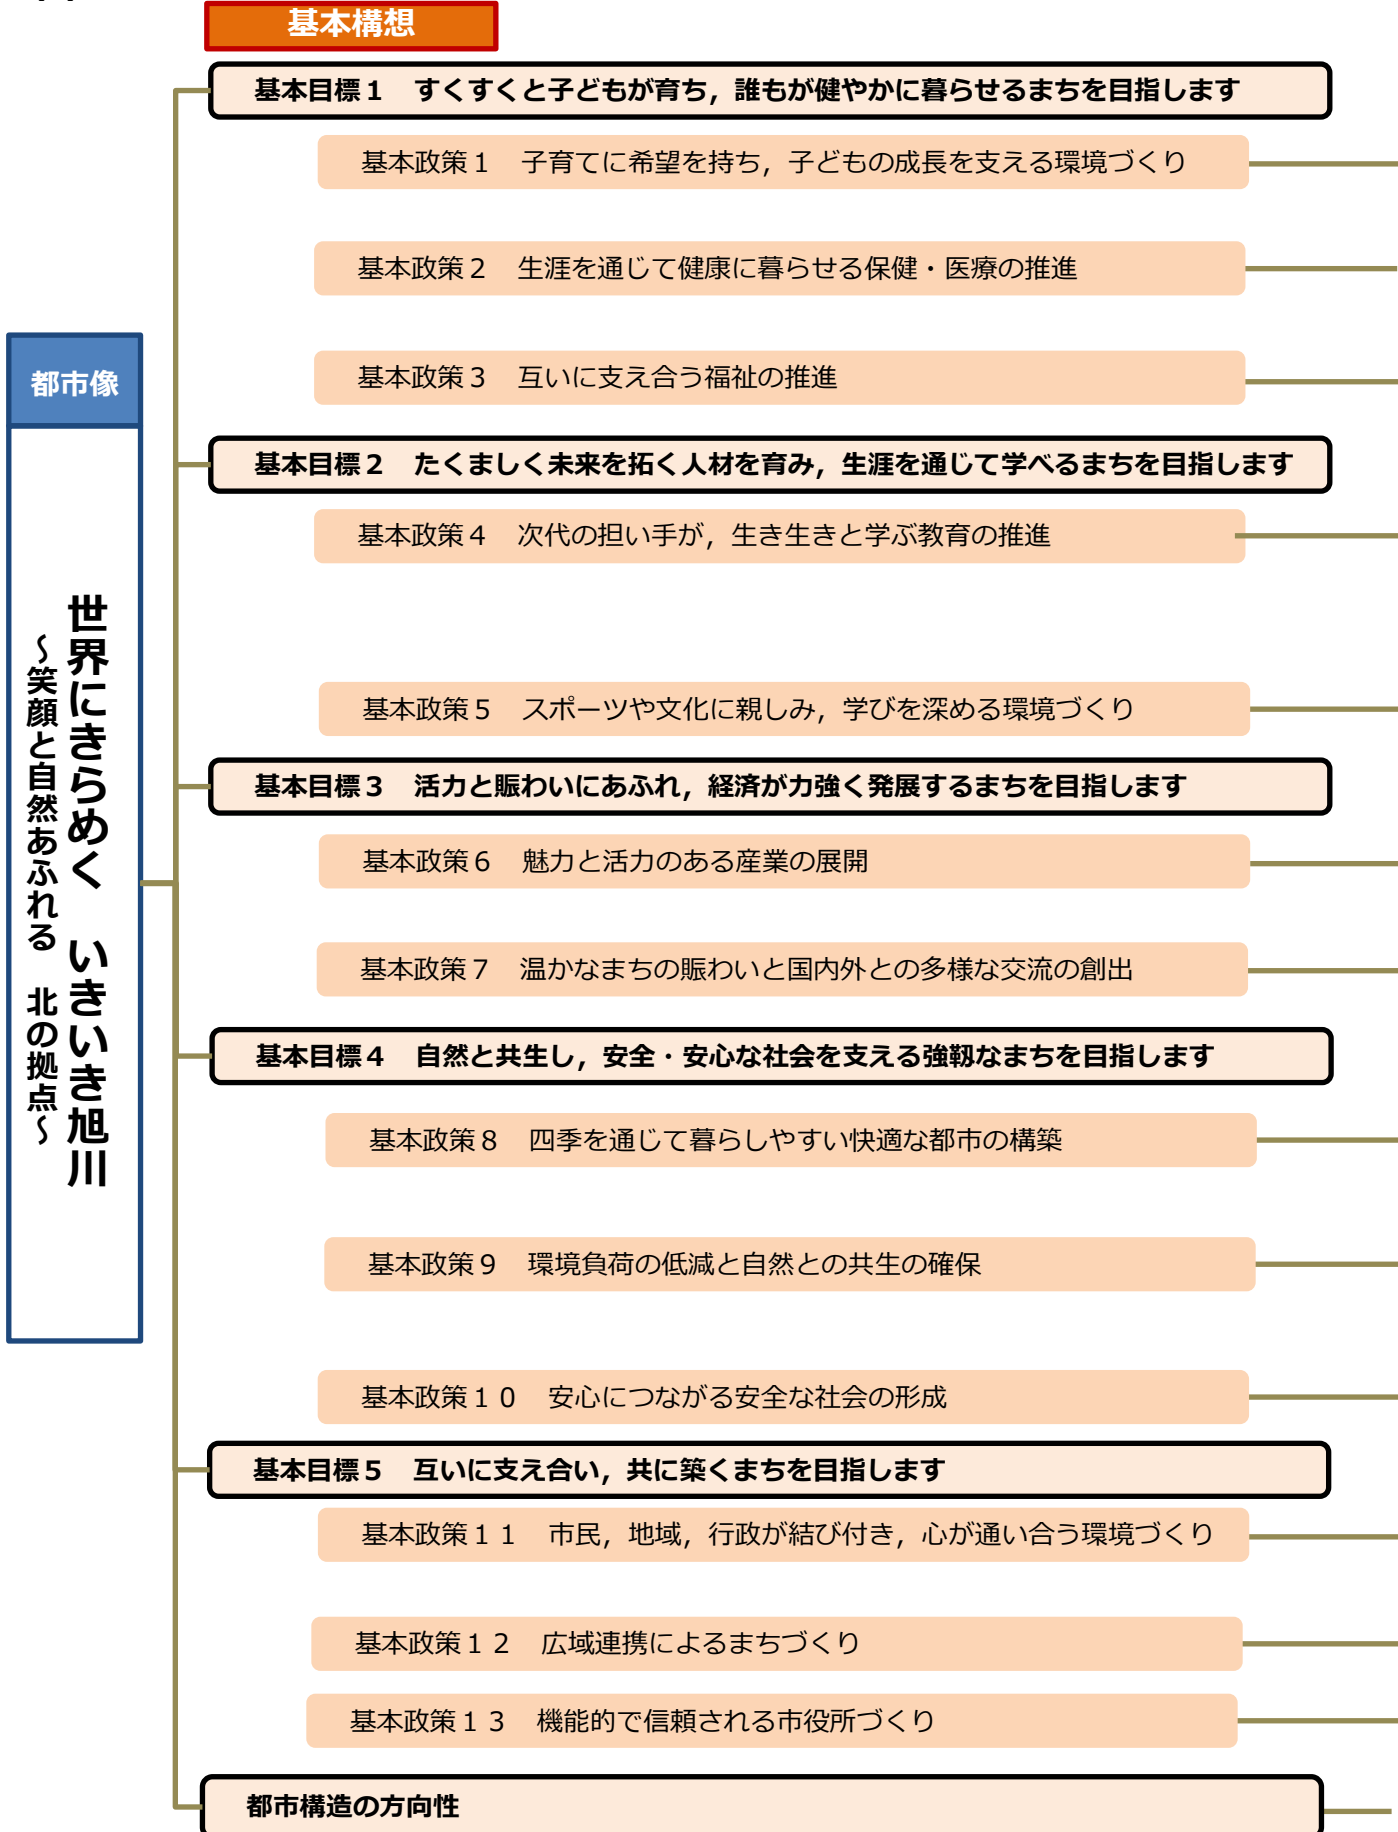 基本構想
基本目標１　すくすくと子どもが育ち，誰もが健やかに暮らせるまちを目指します
基本政策１　子育てに希望を持ち，子どもの成長を支える環境づくり
基本政策２　生涯を通じて健康に暮らせる保健・医療の推進
基本政策３　互いに支え合う福祉の推進
都市像
世界にきらめく　いきいき旭川
～笑顔と自然あふれる　北の拠点～
基本目標２　たくましく未来を拓く人材を育み，生涯を通じて学べるまちを目指します
基本政策４　次代の担い手が，生き生きと学ぶ教育の推進
基本政策５　スポーツや文化に親しみ，学びを深める環境づくり
基本目標３　活力と賑わいにあふれ，経済が力強く発展するまちを目指します
基本政策６　魅力と活力のある産業の展開
基本政策７　温かなまちの賑わいと国内外との多様な交流の創出
基本目標４　自然と共生し，安全・安心な社会を支える強靱なまちを目指します
基本政策８　四季を通じて暮らしやすい快適な都市の構築
基本政策９　環境負荷の低減と自然との共生の確保
基本政策１０　安心につながる安全な社会の形成
基本目標５　互いに支え合い，共に築くまちを目指します
基本政策１１　市民，地域，行政が結び付き，心が通い合う環境づくり
基本政策１２　広域連携によるまちづくり
基本政策１３　機能的で信頼される市役所づくり
都市構造の方向性